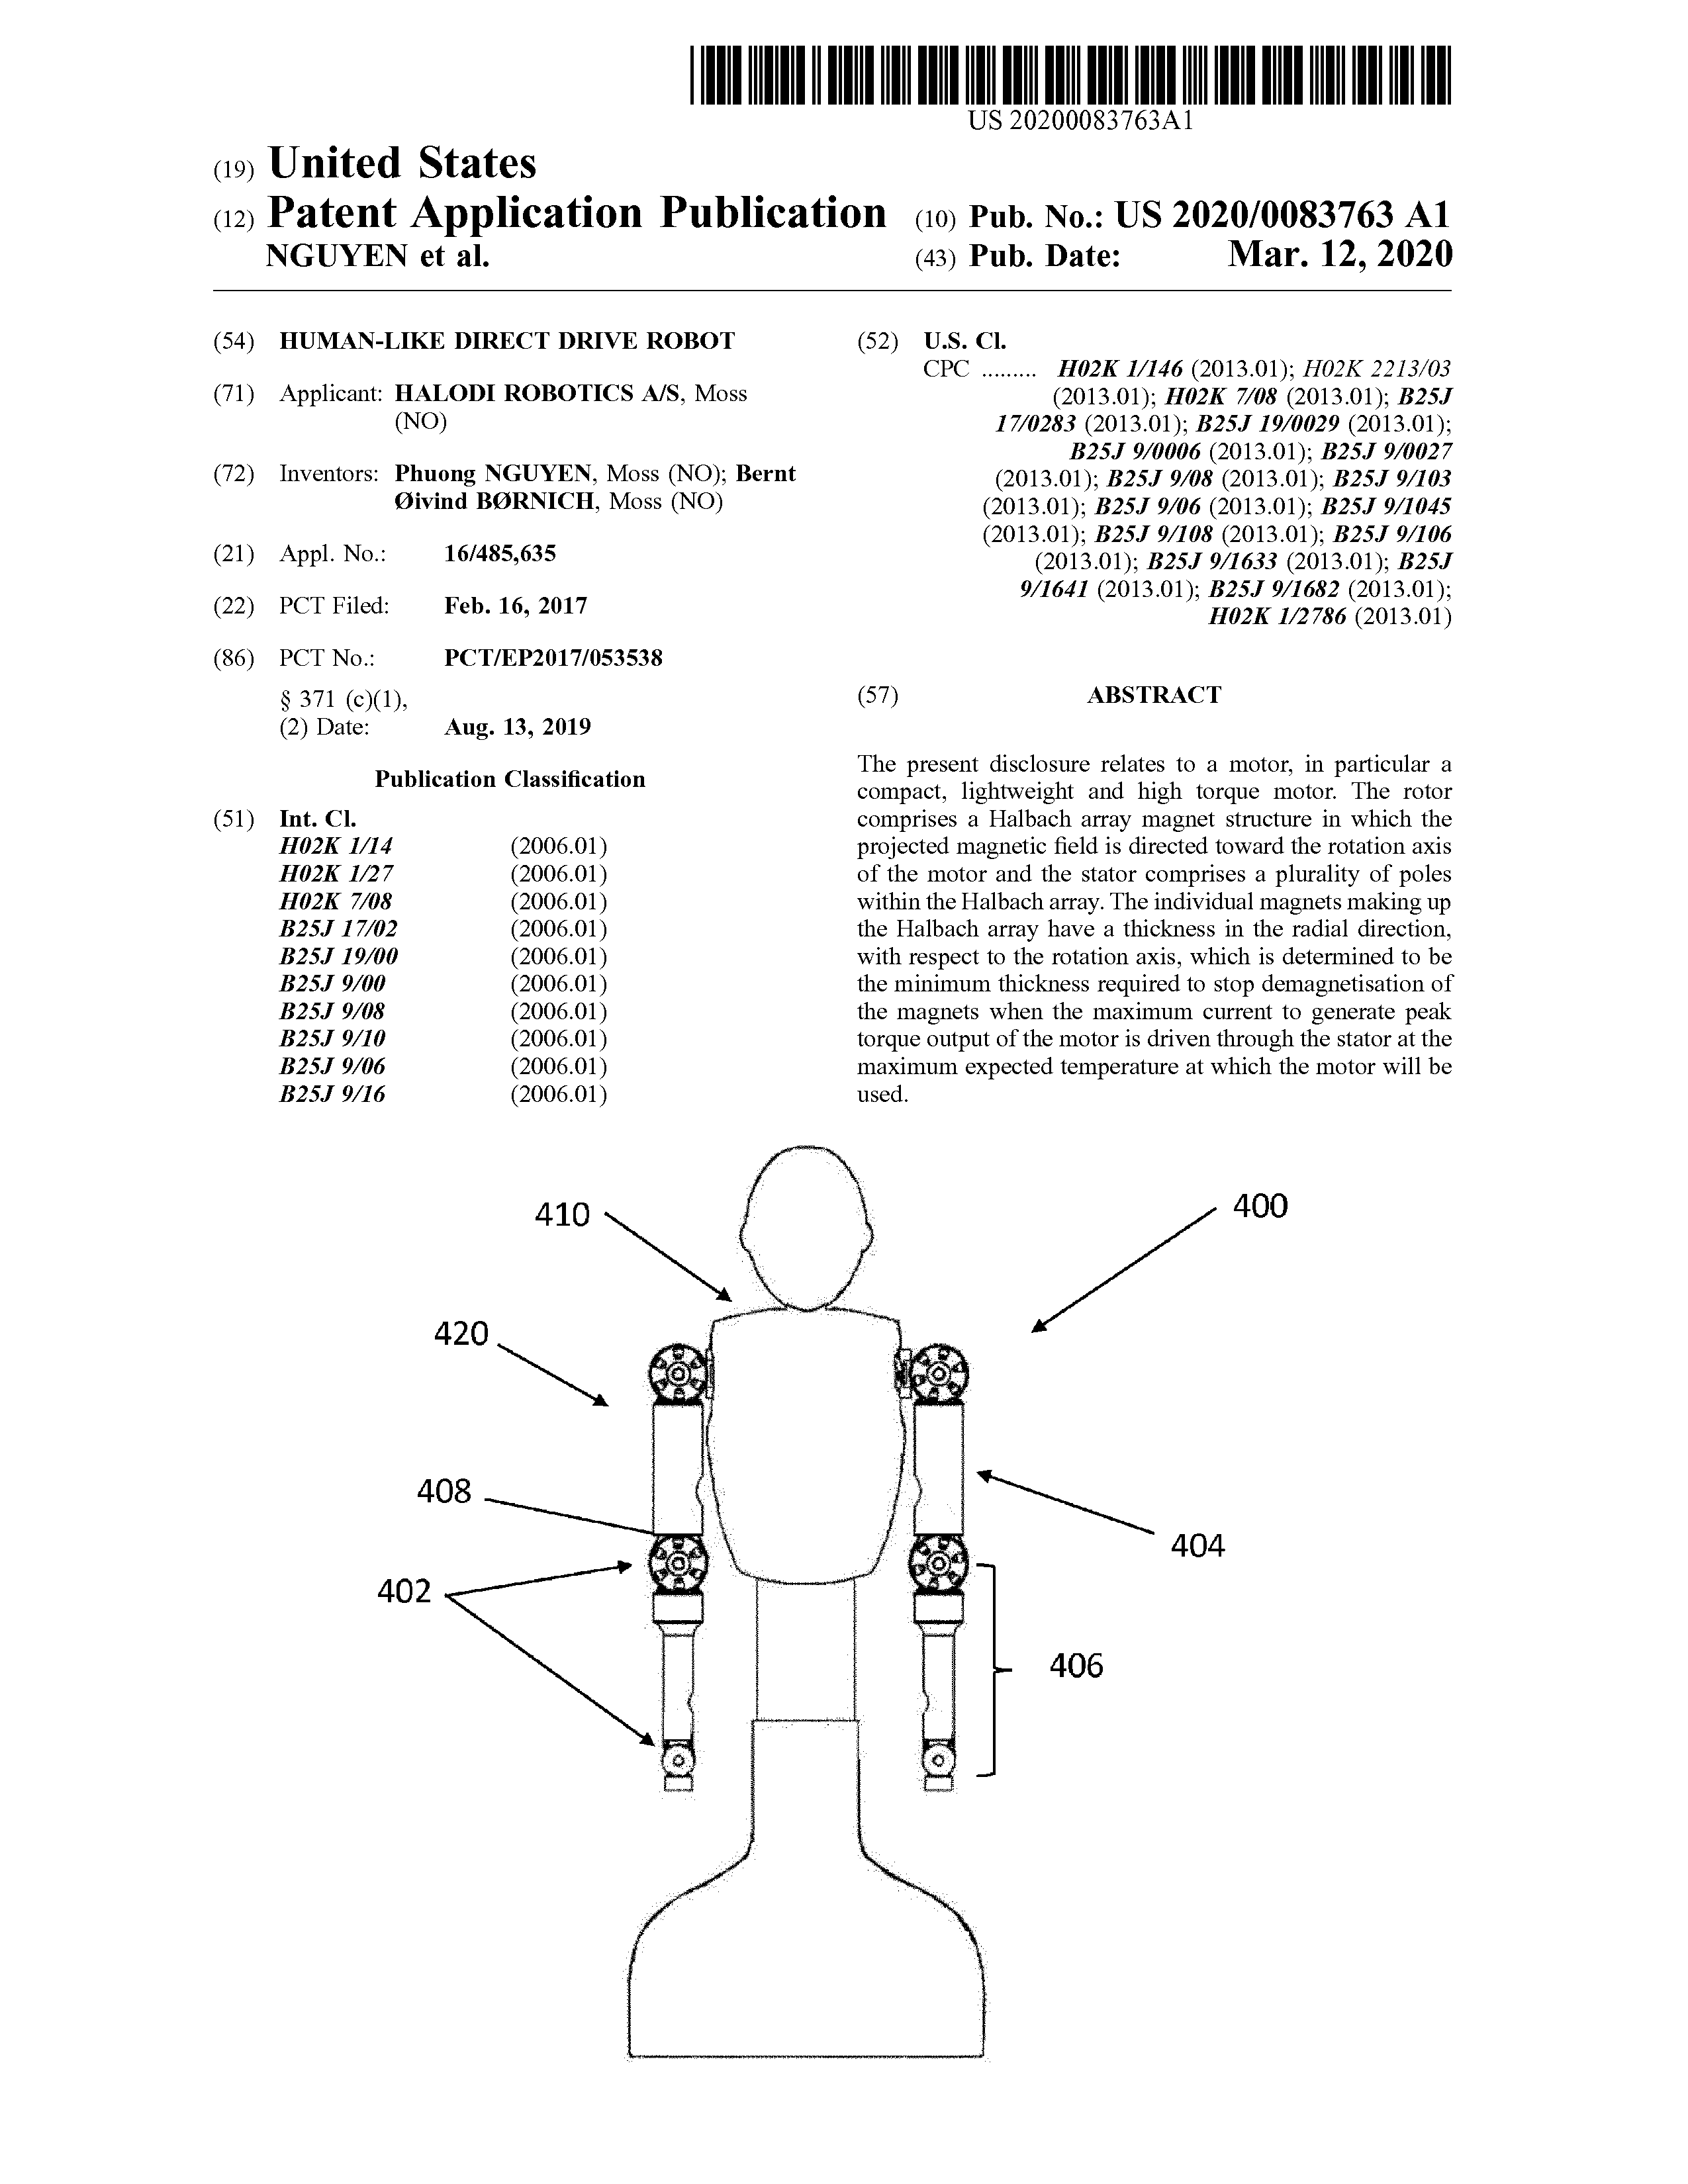 US 20200083763A1
(19) United States
(12) Patent Application Publication
NGUYEN et al.
(10) Pub. No.: US 2020/0083763 A1
(43) Pub. Date: Mar. 12, 2020
(54) HUMAN-LIKE DIRECT DRIVE ROBOT
(71) Applicant: HALODI ROBOTICS A/S, Moss
(NO)
(72) Inventors: Phuong NGUYEN, Moss (NO); Bernt
Øivind BØRNICH, Moss (NO)
(21) Appl. No.: 16/485,635
(22) PCT Filed: Feb. 16, 2017
(86) PCT No.: PCT/EP2017/053538
§ 371 (c)(1),
(2) Date: Aug. 13, 2019
Publication Classification
(51) Int. Cl.
H02K 1/14 (2006.01)
H02K 1/27 (2006.01)
H02K 7/08 (2006.01)
B25J 17/02 (2006.01)
B25J 19/00 (2006.01)
B25J 9/00 (2006.01)
B25J 9/08 (2006.01)
B25J 9/10 (2006.01)
B25J 9/06 (2006.01)
B25J 9/16 (2006.01)
(52) U.S. Cl.
CPC ......... H02K 1/146 (2013.01); H02K 2213/03
(2013.01); H02K 7/08 (2013.01); B25J
17/0283 (2013.01); B25J 19/0029 (2013.01);
B25J 9/0006 (2013.01); B25J 9/0027
(2013.01); B25J 9/08 (2013.01); B25J 9/103
(2013.01); B25J 9/06 (2013.01); B25J 9/1045
(2013.01); B25J 9/108 (2013.01); B25J 9/106
(2013.01); B25J 9/1633 (2013.01); B25J
9/1641 (2013.01); B25J 9/1682 (2013.01);
H02K 1/2786 (2013.01)
(57) ABSTRACT
The present disclosure relates to a motor, in particular a
compact, lightweight and high torque motor. The rotor
comprises a Halbach array magnet structure in which the
projected magnetic field is directed toward the rotation axis
of the motor and the stator comprises a plurality of poles
within the Halbach array. The individual magnets making up
the Halbach array have a thickness in the radial direction,
with respect to the rotation axis, which is determined to be
the minimum thickness required to stop demagnetisation of
the magnets when the maximum current to generate peak
torque output of the motor is driven through the stator at the
maximum expected temperature at which the motor will be
used.
410
400
420
408
404
402
406